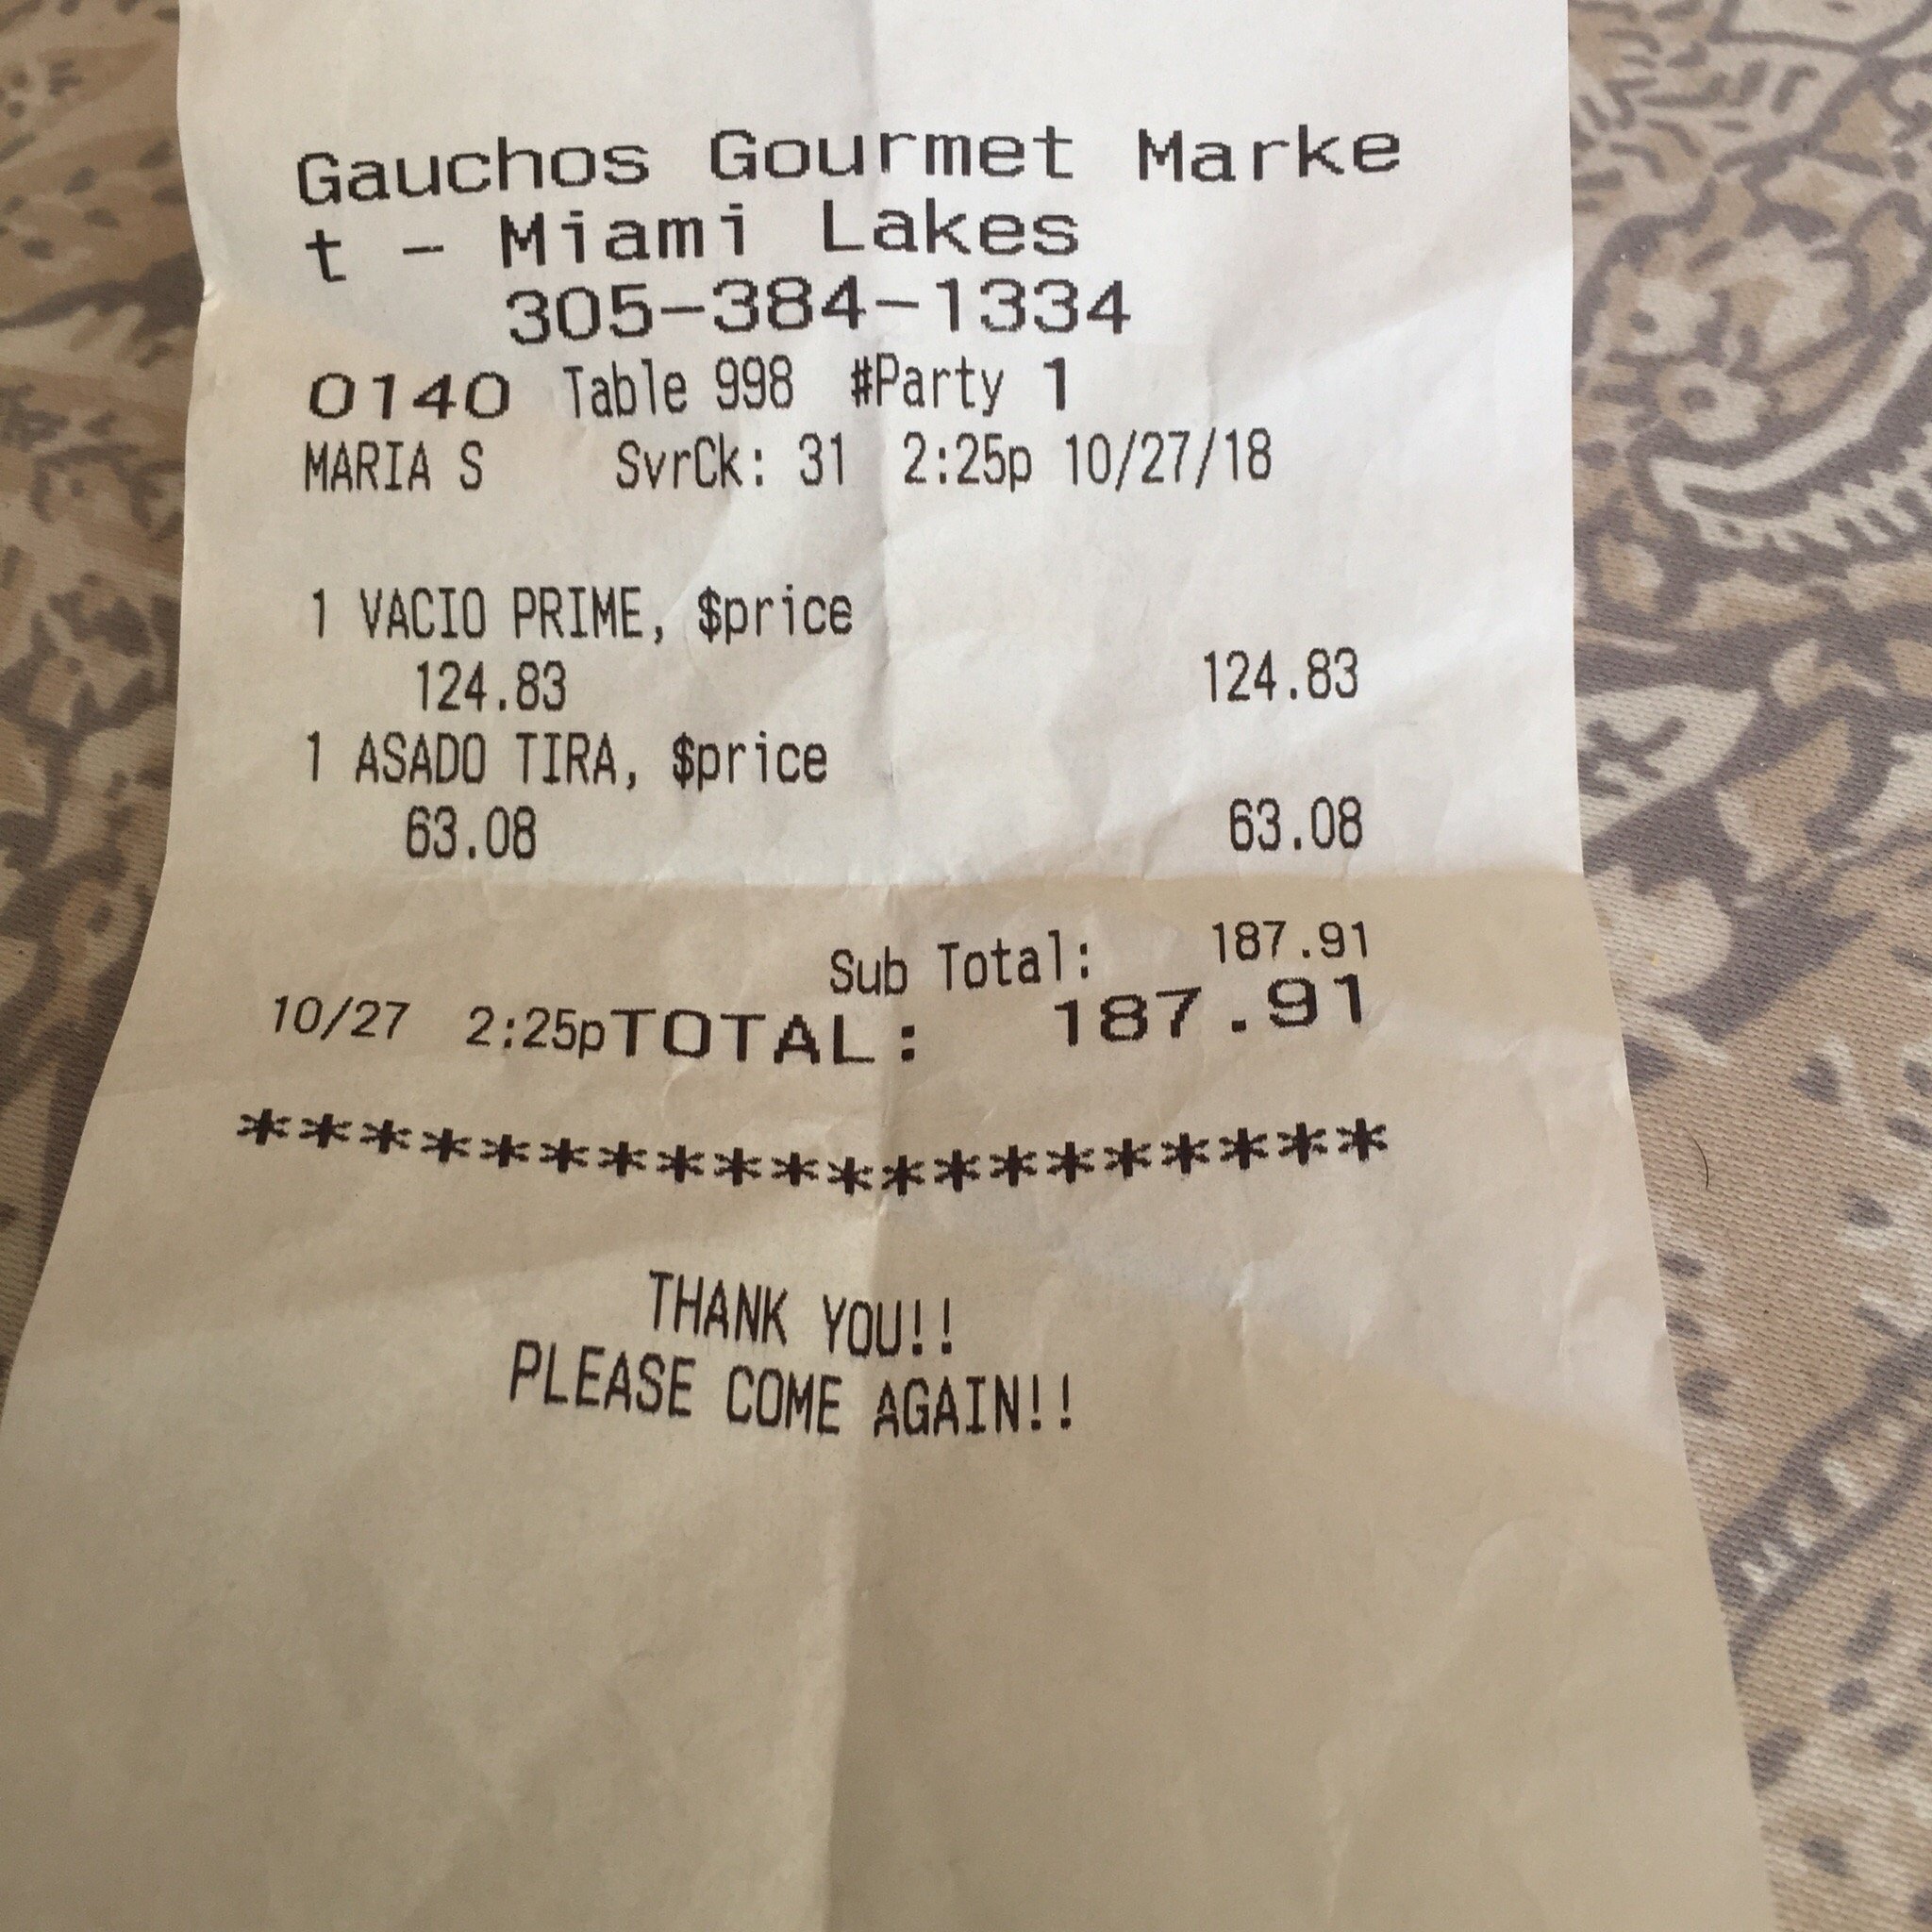 Gauchos Gourmet Marke
t - Miami Lakes
305-384-1334
0140 Table 998 #Party 1
MARIA S SvrCk: 31 2:25p 10/27/18
1 VACIO PRIME, $price
124.83 124.83
1 ASADO TIRA, $price
63.08 63.08
Sub Total: 187.91
10/27 2:25pTOTAL: 187.91
********************
THANK YOU!!
PLEASE COME AGAIN!!